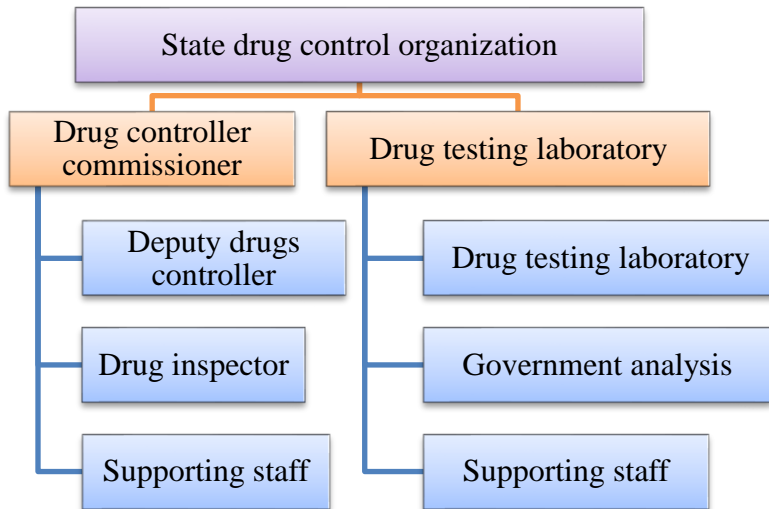 State drug control organization
Drug controller
commissioner
Drug testing laboratory
Deputy drugs
controller
Drug testing laboratory
Drug inspector
Government analysis
Supporting staff
Supporting staff